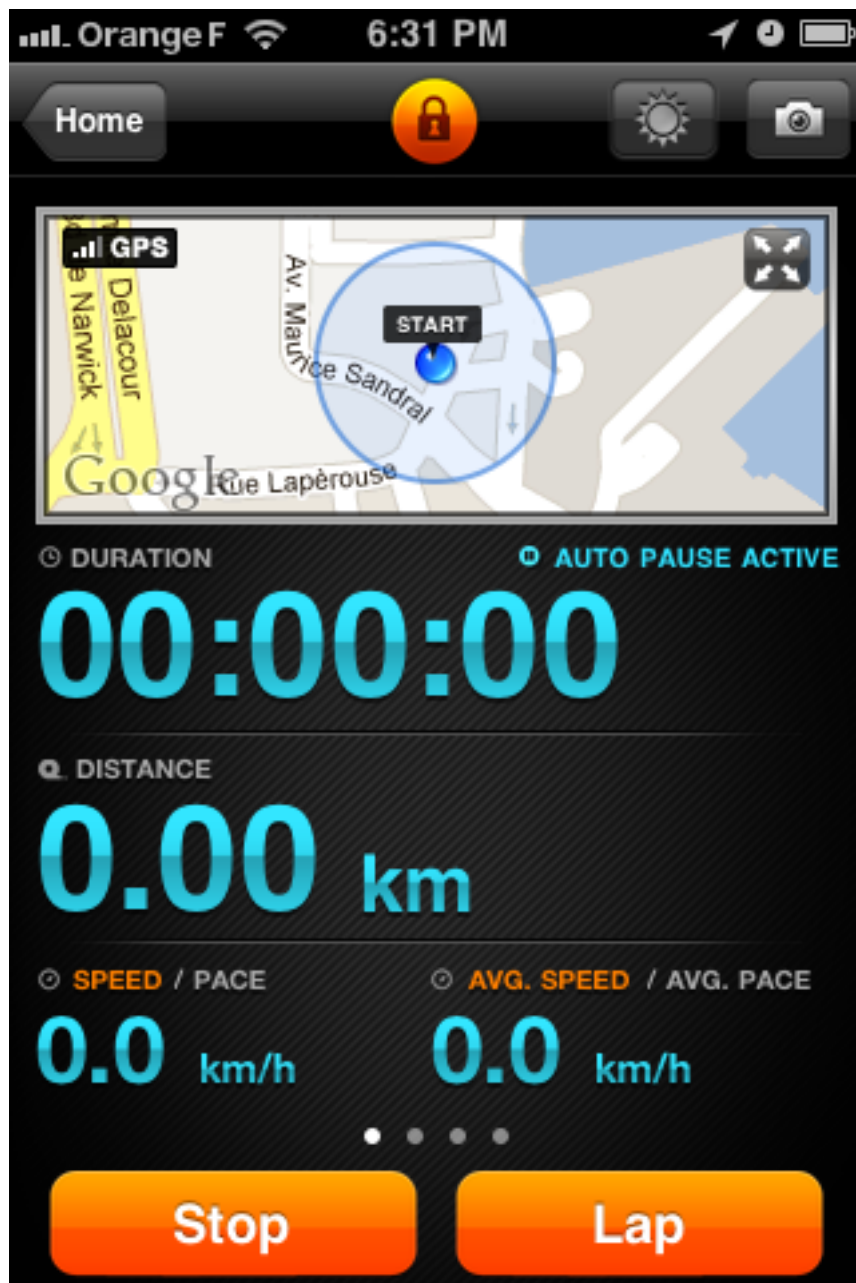 Orange F 6:31 PM
Home
GPS
Narwick
Delacour
Av. Maurice Sandral
START
Google
Rue Lapèrouse
DURATION
AUTO PAUSE ACTIVE
00:00:00
DISTANCE
0.00 km
SPEED / PACE
AVG. SPEED / AVG. PACE
0.0 km/h
0.0 km/h
Stop
Lap